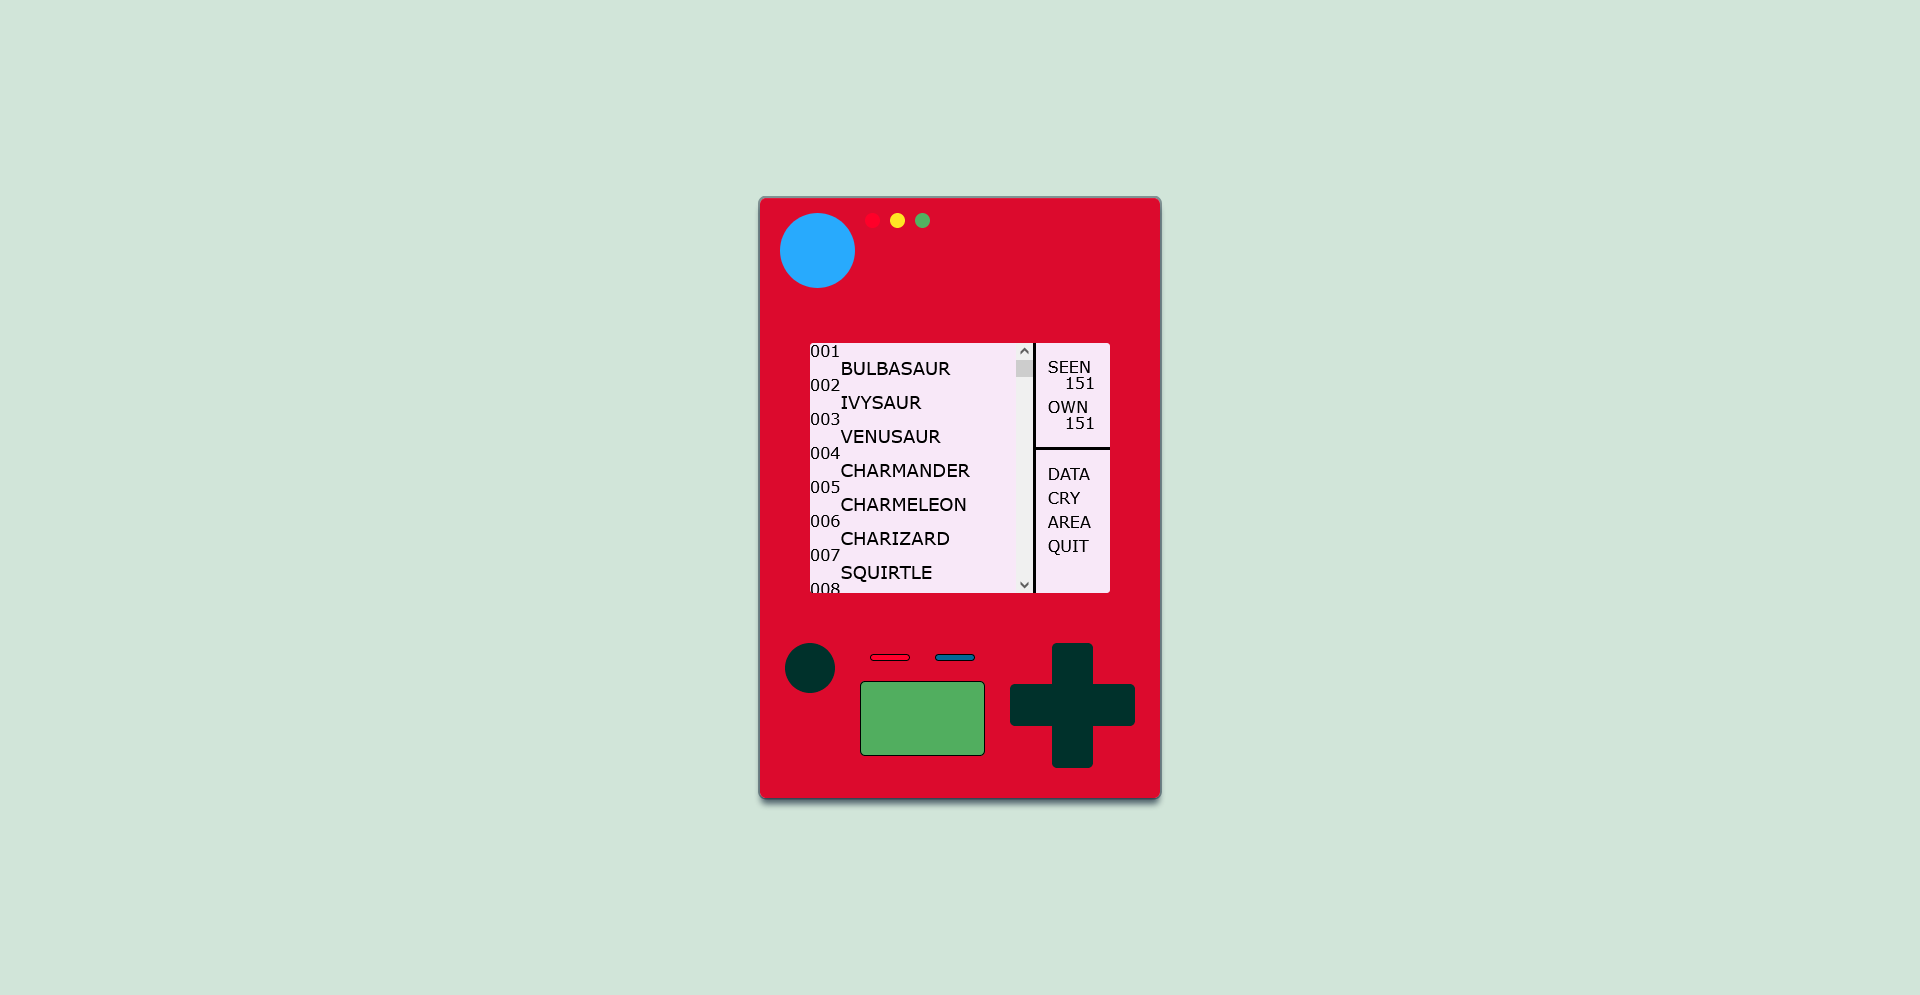 001
BULBASAUR
002
IVYSAUR
003
VENUSAUR
004
CHARMANDER
005
CHARMELEON
006
CHARIZARD
007
SQUIRTLE
008
SEEN
151
OWN
151
DATA
CRY
AREA
QUIT